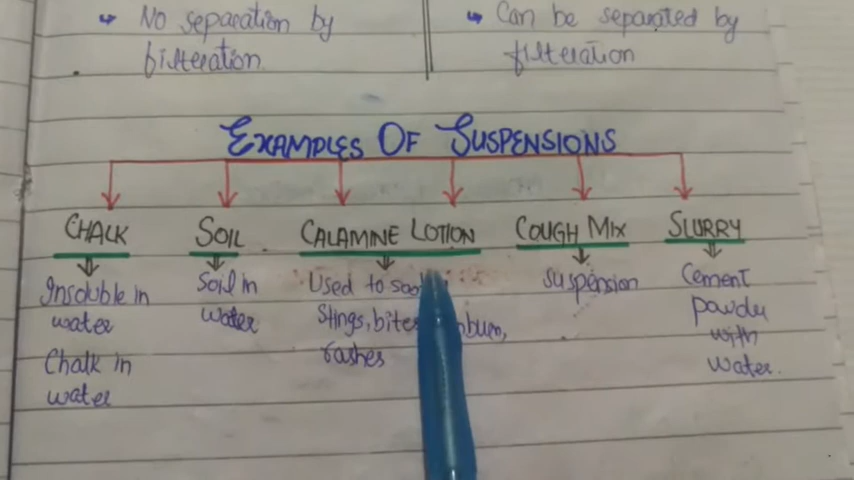 No separation by
filteration.
Can be separated by
filteration
EXAMPLES OF SUSPENSIONS
CHALK
Insoluble in
water
Chalk in
water
SOIL
Soil in
water
CALAMINE LOTION
Used to
Stings,
rashes
COUGH MIX
suspension
SLURRY
Cement
powder
with
water.